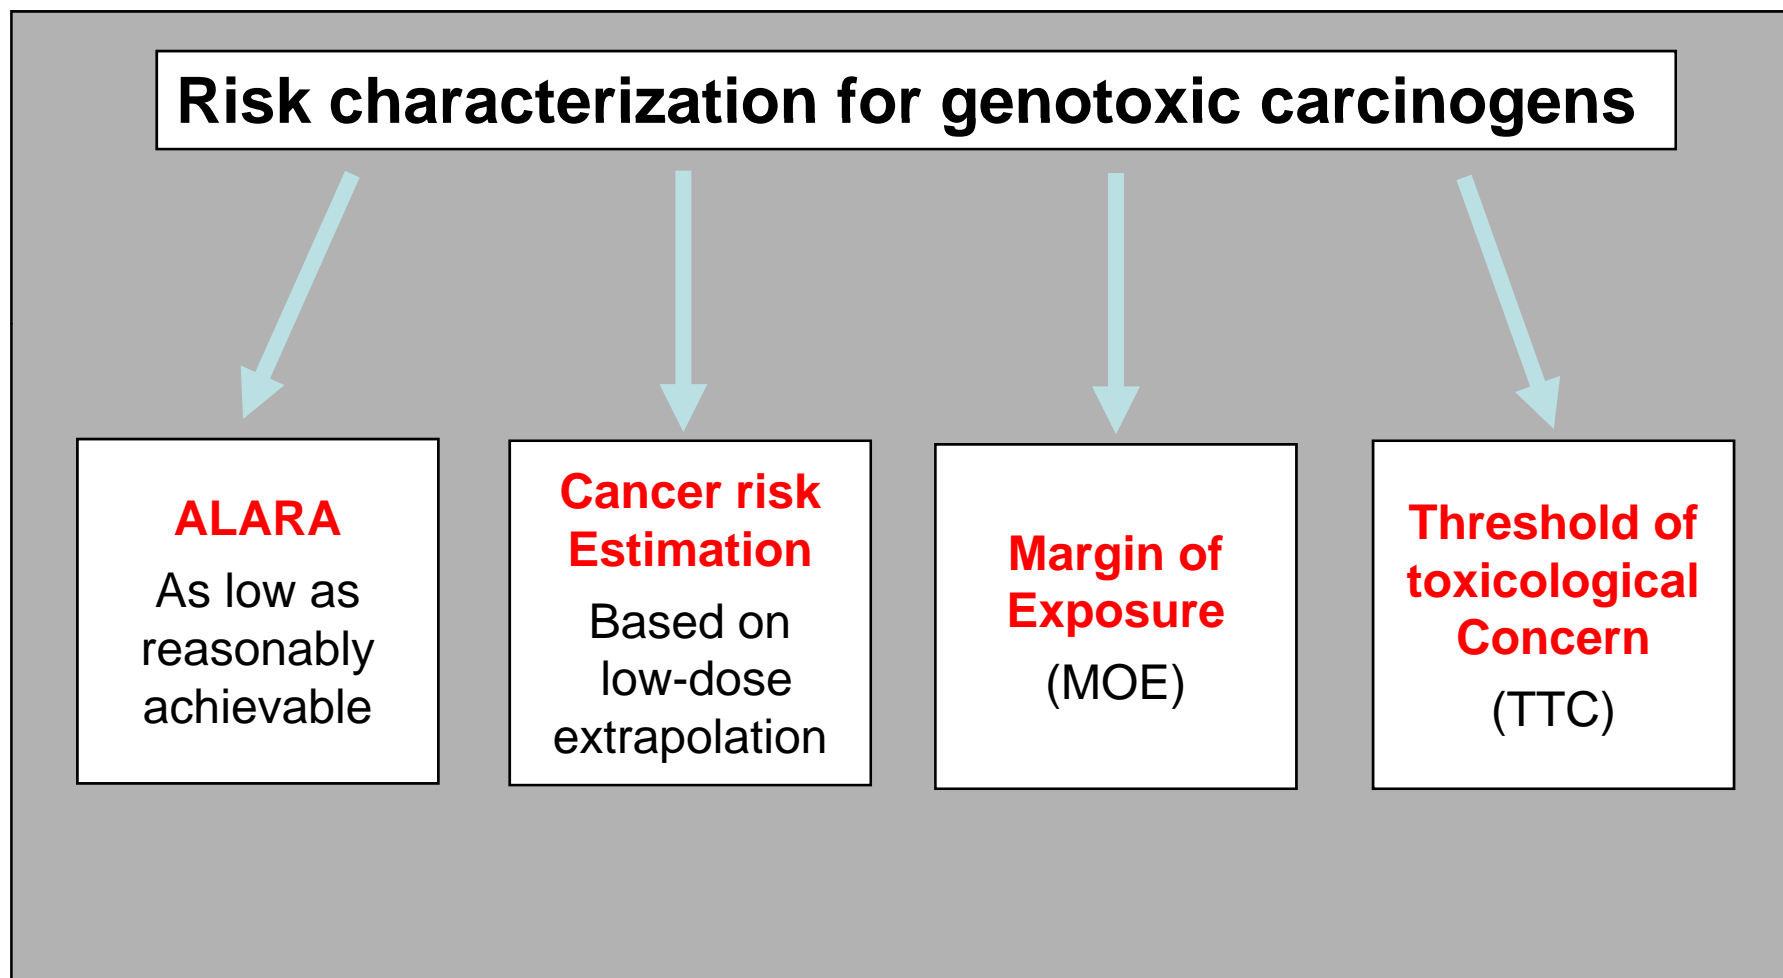 Risk characterization for genotoxic carcinogens
ALARA
As low as
reasonably
achievable
Cancer risk
Estimation
Based on
low-dose
extrapolation
Margin of
Exposure
(MOE)
Threshold of
toxicological
Concern
(TTC)